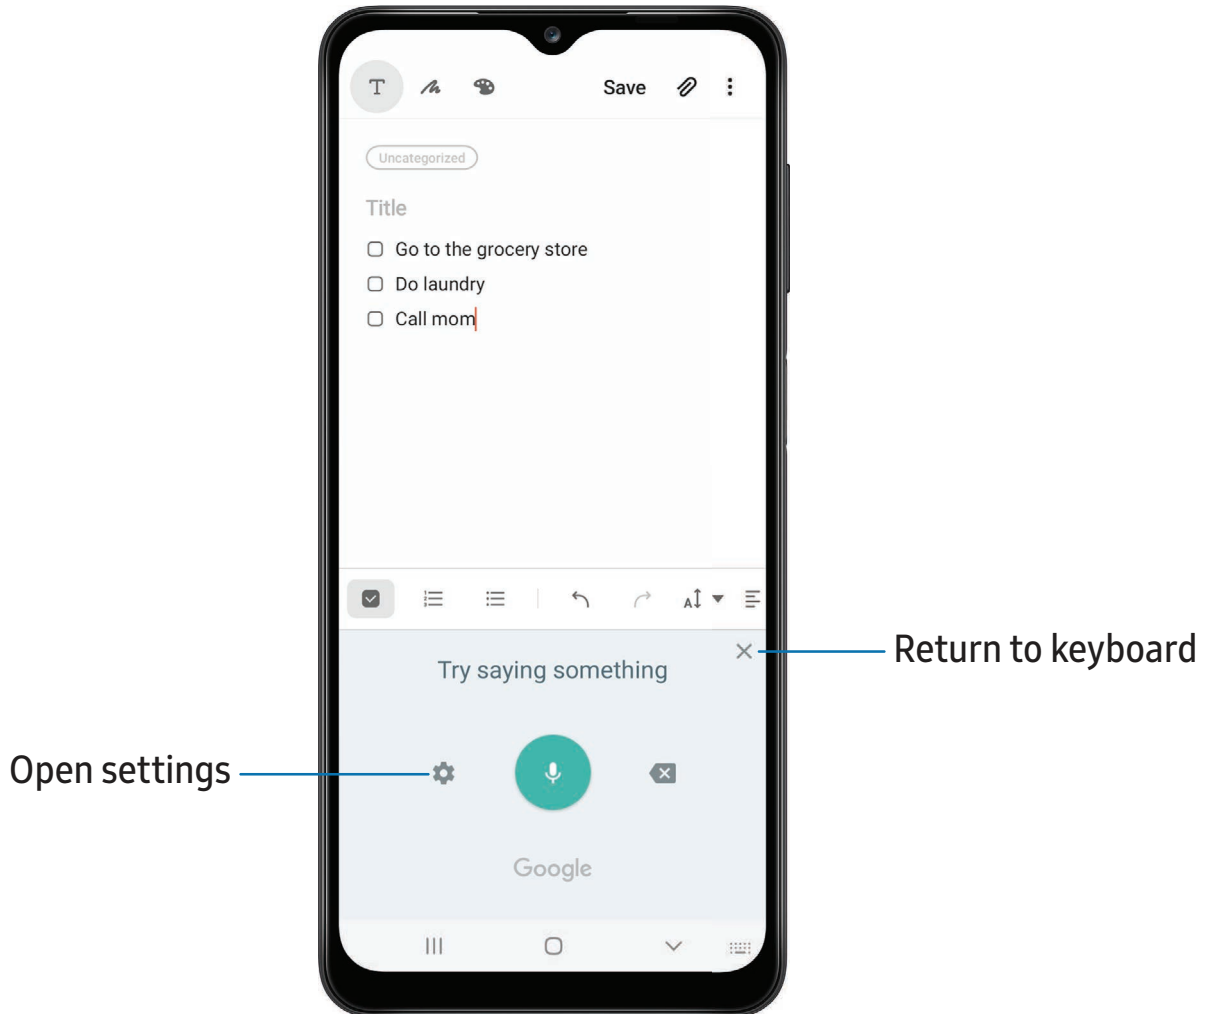 T
Save
Uncategorized
Title
Go to the grocery store
Do laundry
Call mom
A
Return to keyboard
Try saying something
Open settings
Google